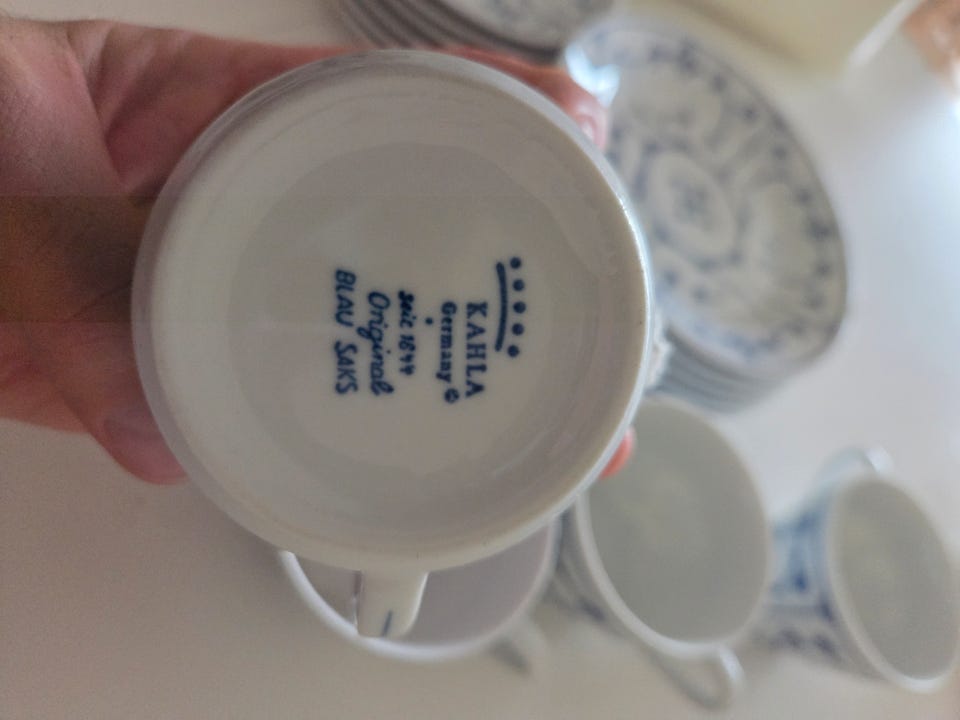 KAHLA
Germany ®
seit 1844
Original
BLAU SAKS